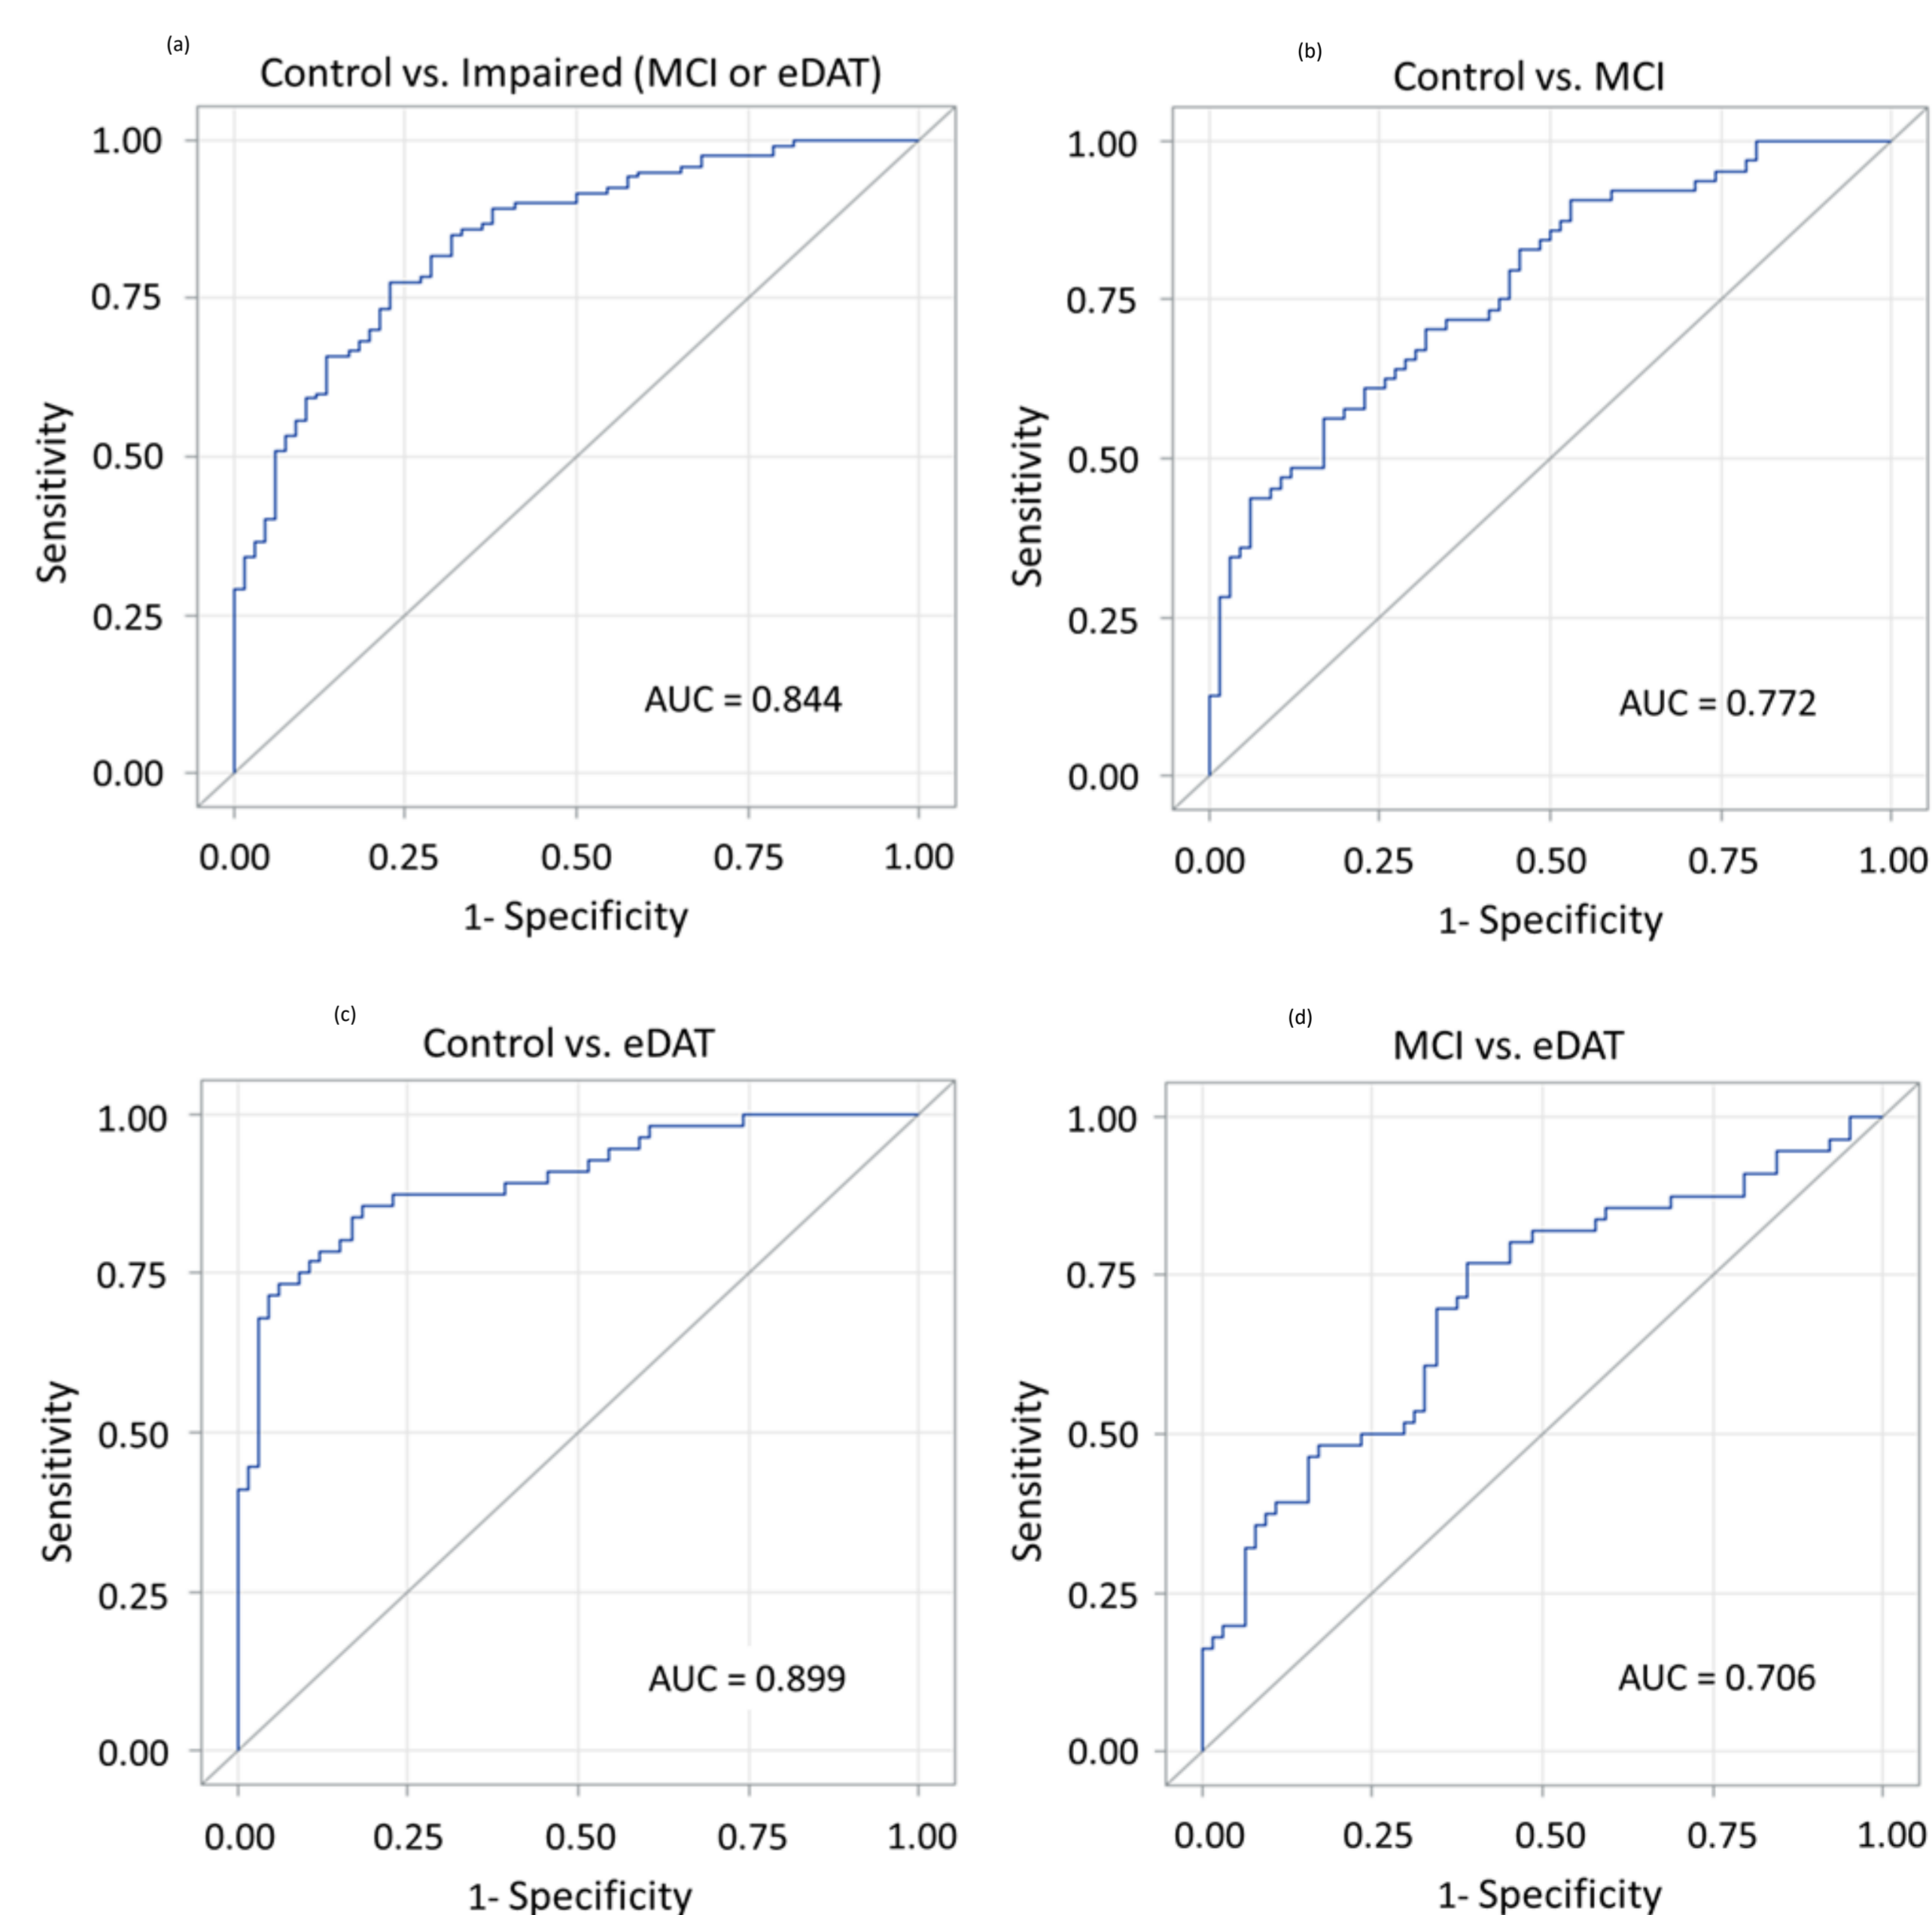 (a)
Control vs. Impaired (MCI or eDAT)
1.00
0.75
0.50
0.25
0.00
Sensitivity
AUC = 0.844
0.00 0.25 0.50 0.75 1.00
1- Specificity
(b)
Control vs. MCI
1.00
0.75
0.50
0.25
0.00
Sensitivity
AUC = 0.772
0.00 0.25 0.50 0.75 1.00
1- Specificity
(c)
Control vs. eDAT
1.00
0.75
0.50
0.25
0.00
Sensitivity
AUC = 0.899
0.00 0.25 0.50 0.75 1.00
1- Specificity
(d)
MCI vs. eDAT
1.00
0.75
0.50
0.25
0.00
Sensitivity
AUC = 0.706
0.00 0.25 0.50 0.75 1.00
1- Specificity